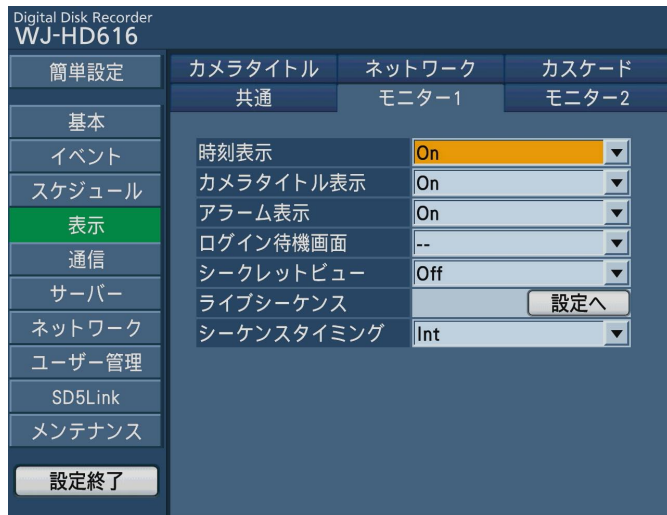 Digital Disk Recorder
WJ-HD616
簡単設定
基本
イベント
スケジュール
表示
通信
サーバー
ネットワーク
ユーザー管理
SD5Link
メンテナンス
設定終了
カメラタイトル ネットワーク カスケード
共通 モニター1 モニター2
時刻表示 On
カメラタイトル表示 On
アラーム表示 On
ログイン待機画面 --
シークレットビュー Off
ライブシーケンス 設定へ
シーケンスタイミング Int